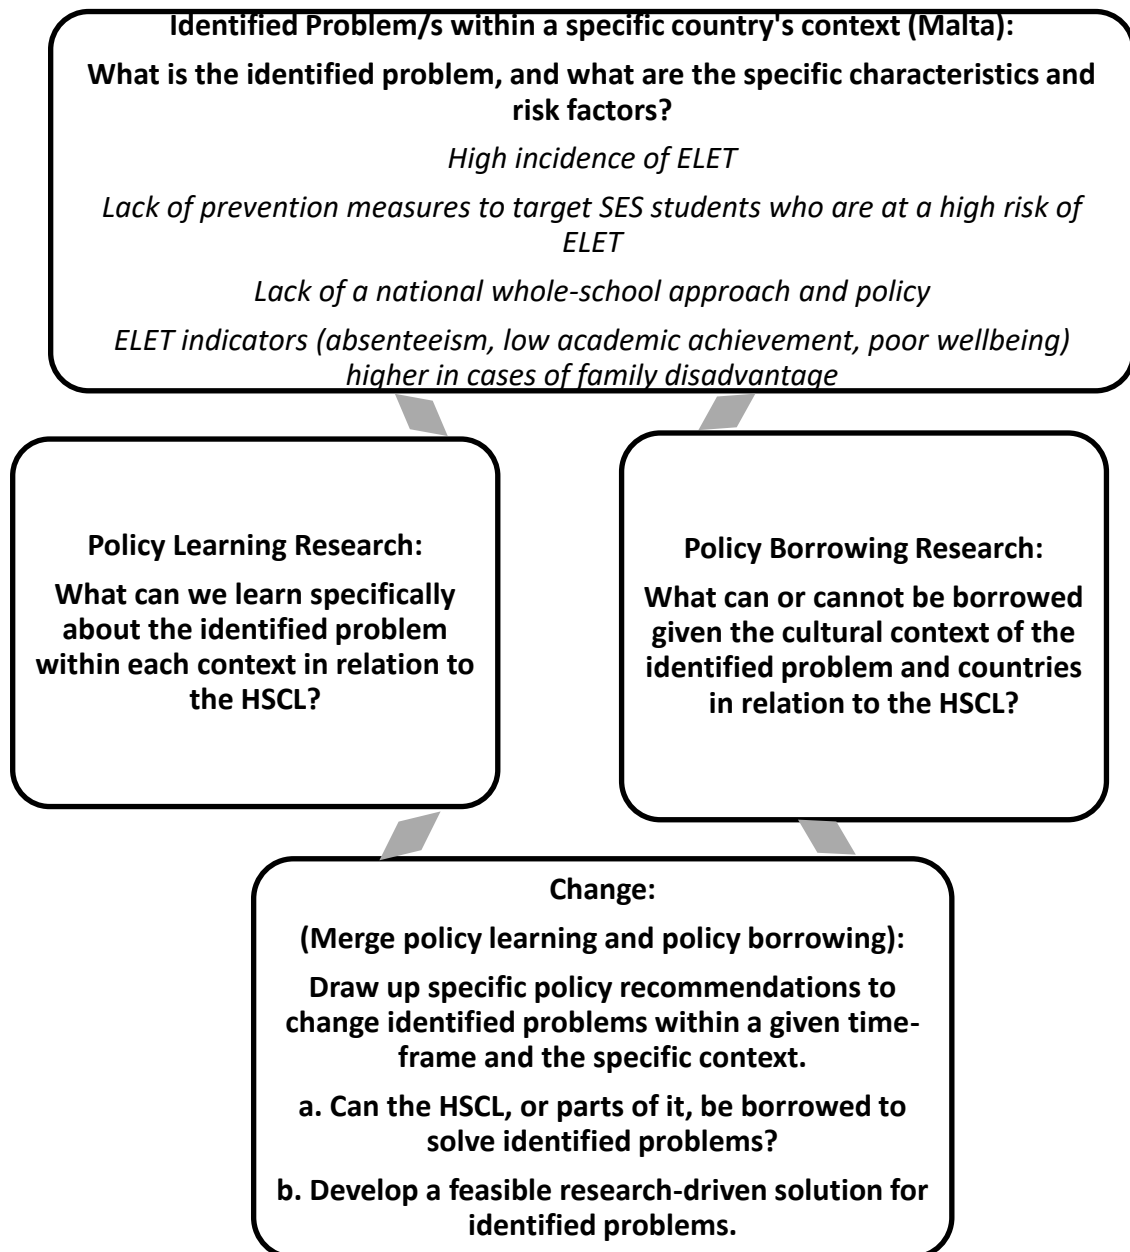 Identified Problem/s within a specific country's context (Malta):
What is the identified problem, and what are the specific characteristics and
risk factors?
High incidence of ELET
Lack of prevention measures to target SES students who are at a high risk of
ELET
Lack of a national whole-school approach and policy
ELET indicators (absenteeism, low academic achievement, poor wellbeing)
higher in cases of family disadvantage
Policy Learning Research:
What can we learn specifically
about the identified problem
within each context in relation to
the HSCL?
Policy Borrowing Research:
What can or cannot be borrowed
given the cultural context of the
identified problem and countries
in relation to the HSCL?
Change:
(Merge policy learning and policy borrowing):
Draw up specific policy recommendations to
change identified problems within a given time-
frame and the specific context.
a. Can the HSCL, or parts of it, be borrowed to
solve identified problems?
b. Develop a feasible research-driven solution for
identified problems.